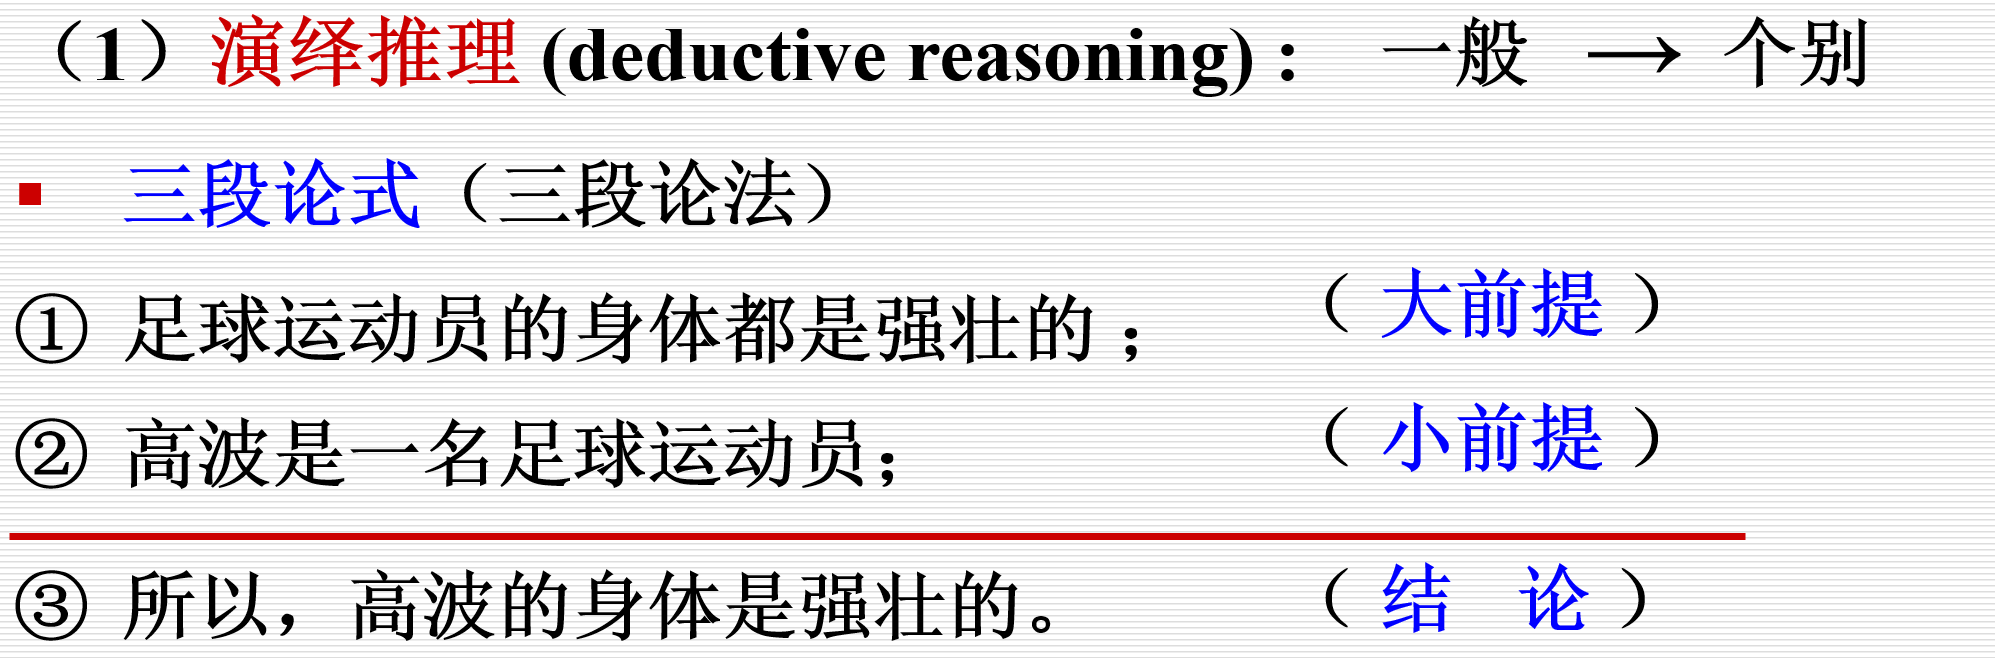 （1）演绎推理 (deductive reasoning) : 一般 → 个别
▪ 三段论式（三段论法）
① 足球运动员的身体都是强壮的 ； （ 大前提 ）
② 高波是一名足球运动员； （ 小前提 ）
③ 所以，高波的身体是强壮的。 （ 结 论 ）